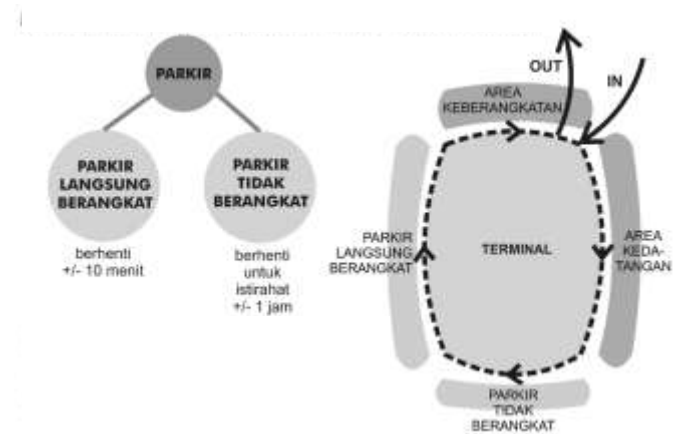 PARKIR
PARKIR
LANGSUNG
BERANGKAT
berhenti
+/- 10 menit
PARKIR
TIDAK
BERANGKAT
berhenti
untuk
istirahat
+/- 1 jam
OUT
IN
AREA
KEBERANGKATAN
PARKIR
LANGSUNG
BERANGKAT
TERMINAL
AREA
KEDA-
TANGAN
PARKIR
TIDAK
BERANGKAT